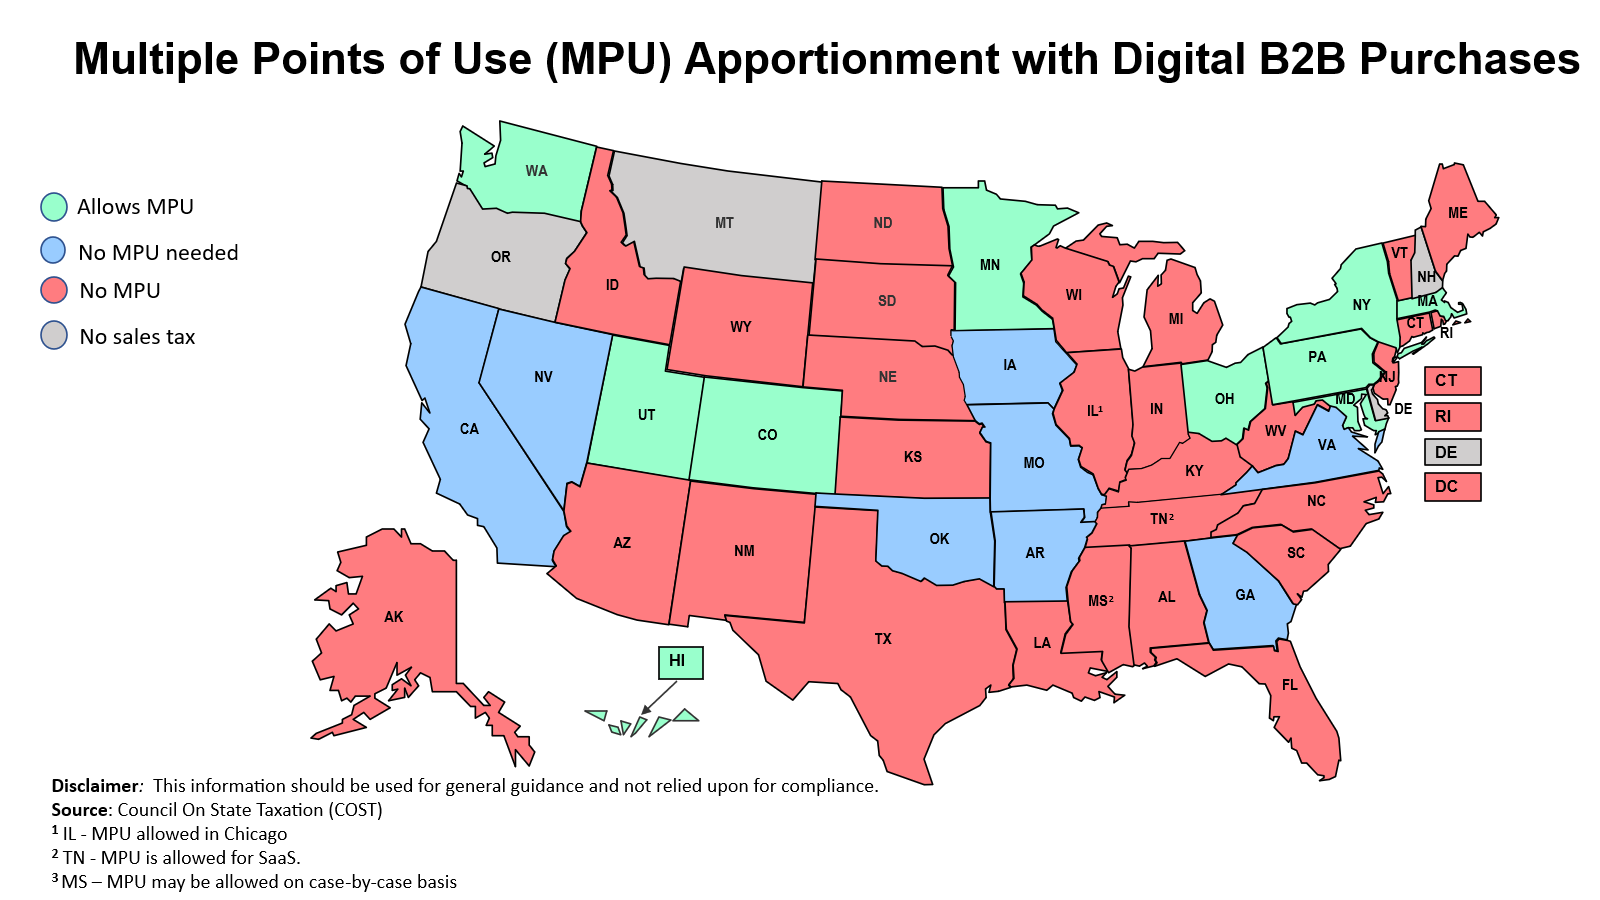 Multiple Points of Use (MPU) Apportionment with Digital B2B Purchases
Allows MPU
No MPU needed
No MPU
No sales tax
WA
MT
ND
MN
OR
ID
SD
WY
WI
MI
NY
VT
NH
ME
MA
CT
RI
NV
UT
CO
NE
IA
IL¹
IN
OH
PA
NJ
MD
DE
CT
RI
DE
DC
CA
KS
MO
KY
WV
VA
AZ
NM
OK
AR
TN²
NC
SC
TX
LA
MS²
AL
GA
FL
AK
HI
Disclaimer: This information should be used for general guidance and not relied upon for compliance.
Source: Council On State Taxation (COST)
¹ IL - MPU allowed in Chicago
² TN - MPU is allowed for SaaS.
³ MS – MPU may be allowed on case-by-case basis